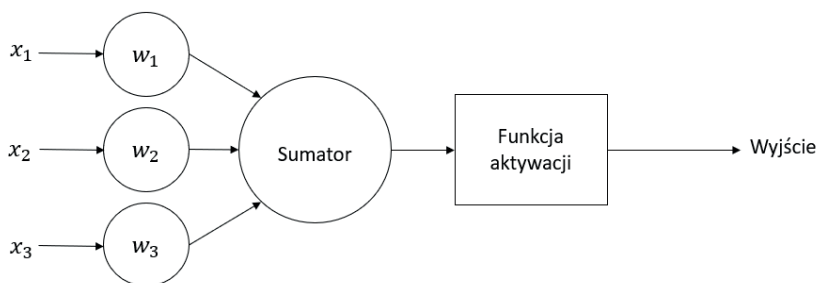 x₁
w₁
x₂
w₂
x₃
w₃
Sumator
Funkcja
aktywacji
Wyjście